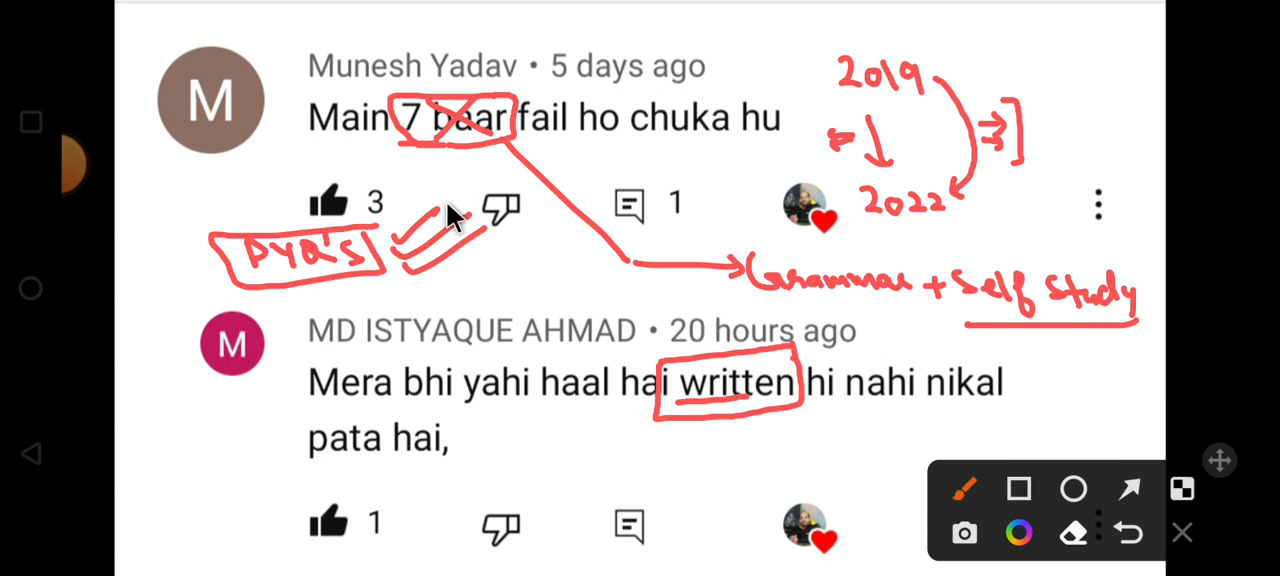 Munesh Yadav • 5 days ago
2019
Main 7 baar fail ho chuka hu
3
1
2022
PYQ'S
Grammar + Self Study
M
MD ISTYAQUE AHMAD • 20 hours ago
M
Mera bhi yahi haal hai written hi nahi nikal
pata hai,
1